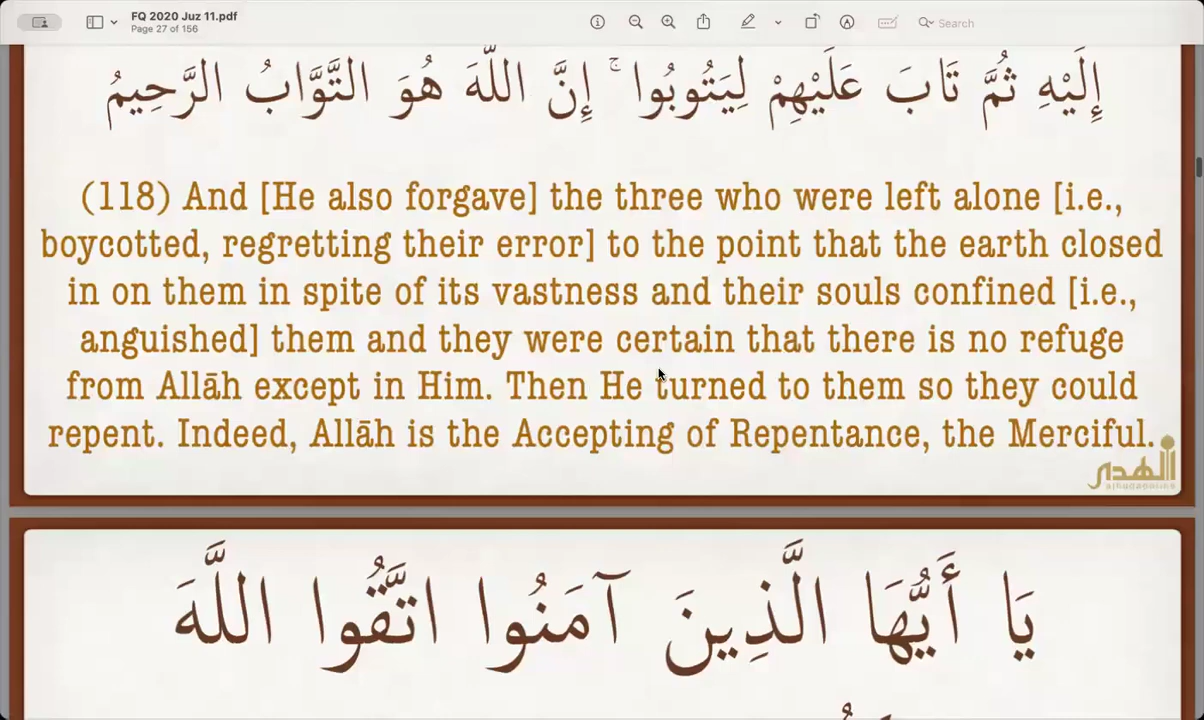 FQ 2020 Juz 11.pdf
Page 27 of 156
Search
إِلَيْهِ ثُمَّ تَابَ عَلَيْهِمْ لِيَتُوبُوا ۚ إِنَّ اللَّهَ هُوَ التَّوَّابُ الرَّحِيمُ
(118) And [He also forgave] the three who were left alone [i.e.,
boycotted, regretting their error] to the point that the earth closed
in on them in spite of its vastness and their souls confined [i.e.,
anguished] them and they were certain that there is no refuge
from Allāh except in Him. Then He turned to them so they could
repent. Indeed, Allāh is the Accepting of Repentance, the Merciful.
الهدى
يَا أَيُّهَا الَّذِينَ آمَنُوا اتَّقُوا اللَّهَ